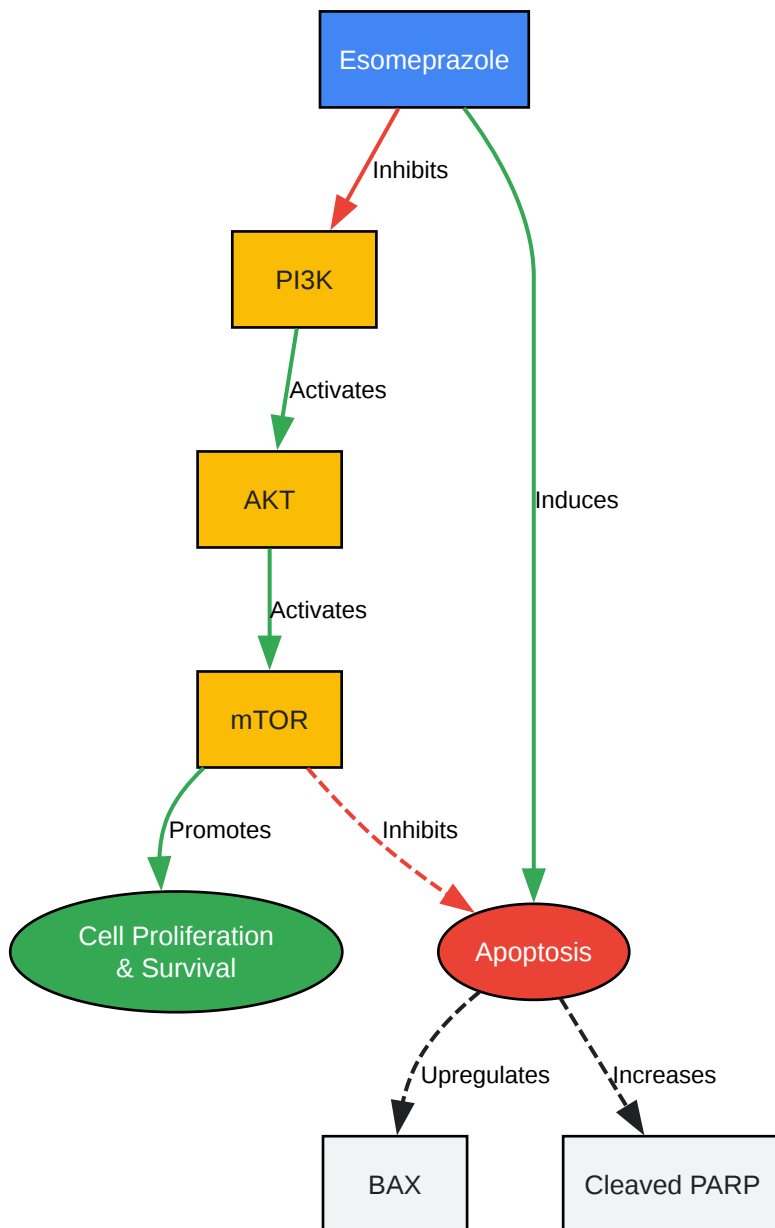 Esomeprazole
Inhibits
PI3K
Activates
AKT
Induces
Activates
mTOR
Promotes
Inhibits
Cell Proliferation
& Survival
Apoptosis
Upregulates
Increases
BAX
Cleaved PARP